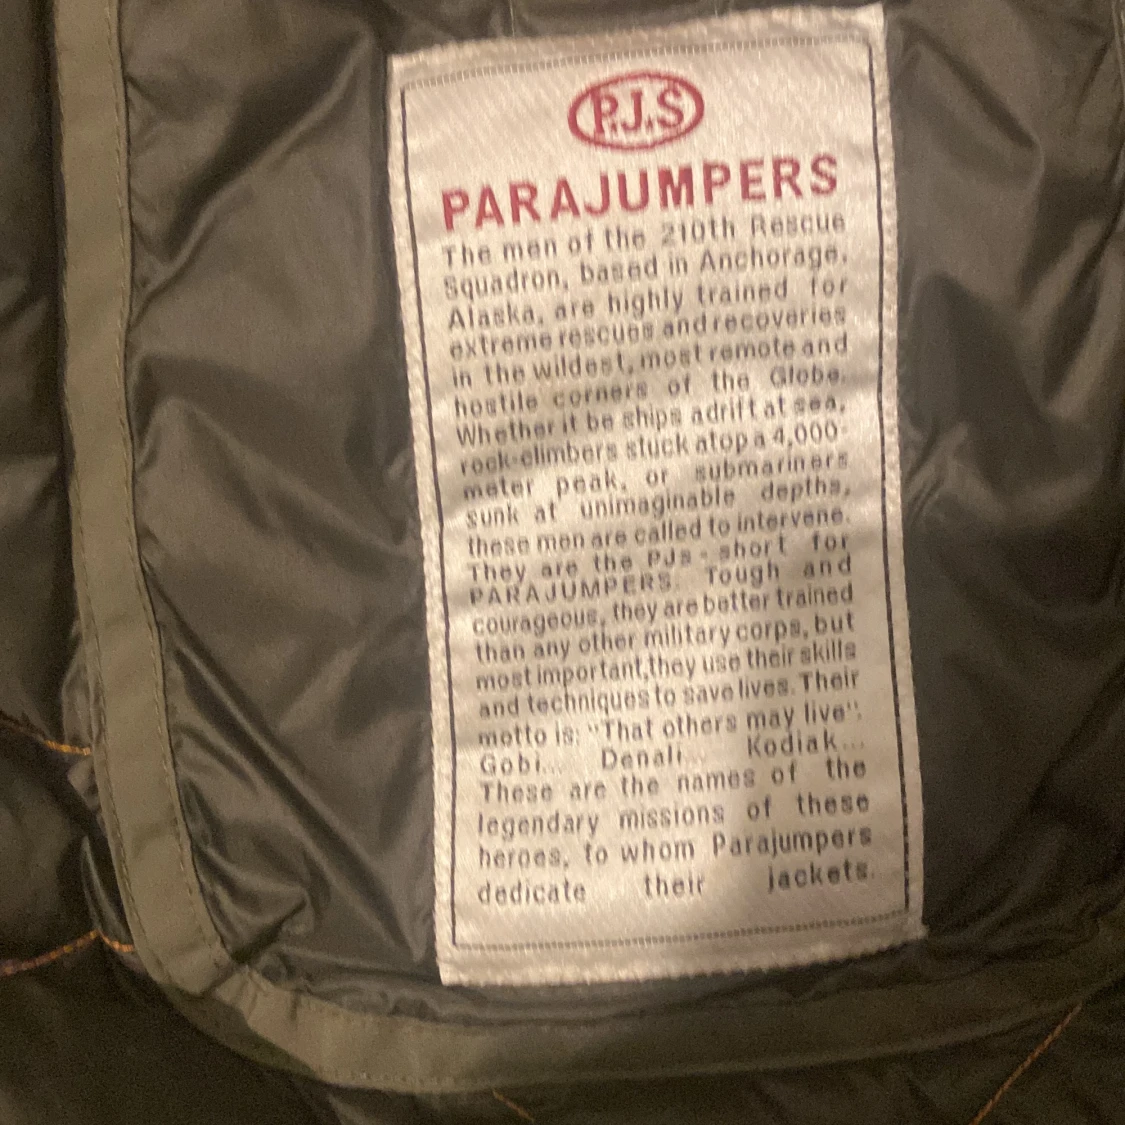 P.J.S
PARAJUMPERS
The men of the 210th Rescue
Squadron, based in Anchorage,
Alaska, are highly trained for
extreme rescues and recoveries
in the wildest, most remote and
hostile corners of the Globe.
Whether it be ships adrift at sea,
rock-climbers stuck atop a 4,000-
meter peak, or submariners
sunk at unimaginable depths,
these men are called to intervene.
They are the PJs - short for
PARAJUMPERS. Tough and
courageous, they are better trained
than any other military corps, but
most important,they use their skills
and techniques to save lives. Their
motto is: "That others may live".
Gobi... Denali... Kodiak...
These are the names of the
legendary missions of these
heroes, to whom Parajumpers
dedicate their jackets.